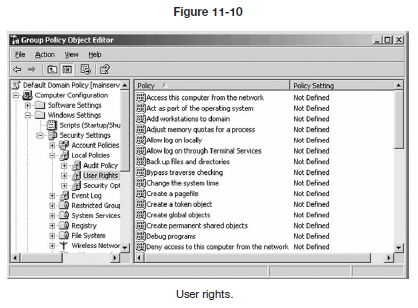 Figure 11-10
Group Policy Object Editor
File Action View Help
Default Domain Policy [mainserv
Computer Configuration
Software Settings
Windows Settings
Scripts (Startup/Shu
Security Settings
Account Policies
Local Policies
Audit Policy
User Rights
Security Opt
Event Log
Restricted Group
System Services
Registry
File System
Wireless Networ
Policy Policy Setting
Access this computer from the network Not Defined
Act as part of the operating system Not Defined
Add workstations to domain Not Defined
Adjust memory quotas for a process Not Defined
Allow log on locally Not Defined
Allow log on through Terminal Services Not Defined
Back up files and directories Not Defined
Bypass traverse checking Not Defined
Change the system time Not Defined
Create a pagefile Not Defined
Create a token object Not Defined
Create global objects Not Defined
Create permanent shared objects Not Defined
Debug programs Not Defined
Deny access to this computer from the network Not Defined
User rights.